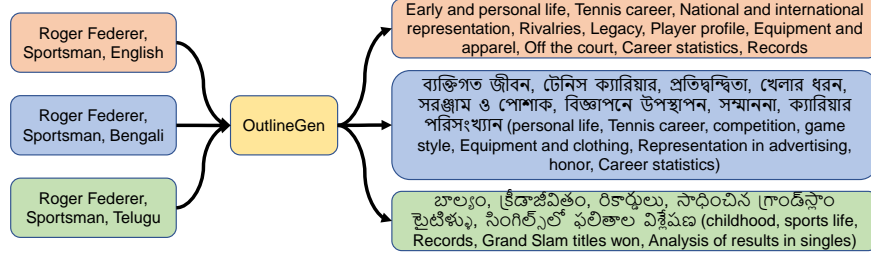 Roger Federer,
Sportsman, English
Roger Federer,
Sportsman, Bengali
Roger Federer,
Sportsman, Telugu
OutlineGen
Early and personal life, Tennis career, National and international
representation, Rivalries, Legacy, Player profile, Equipment and
apparel, Off the court, Career statistics, Records
ব্যক্তিগত জীবন, টেনিস ক্যারিয়ার, প্রতিদ্বন্দ্বিতা, খেলার ধরন,
সরঞ্জাম ও পোশাক, বিজ্ঞাপনে উপস্থাপন, সম্মাননা, ক্যারিয়ার
পরিসংখ্যান (personal life, Tennis career, competition, game
style, Equipment and clothing, Representation in advertising,
honor, Career statistics)
బాల్యం, క్రీడాజీవితం, రికార్డులు, సాధించిన గ్రాండ్‌స్లాం
టైటిళ్ళు, సింగిల్స్‌లో ఫలితాల విశ్లేషణ (childhood, sports life,
Records, Grand Slam titles won, Analysis of results in singles)